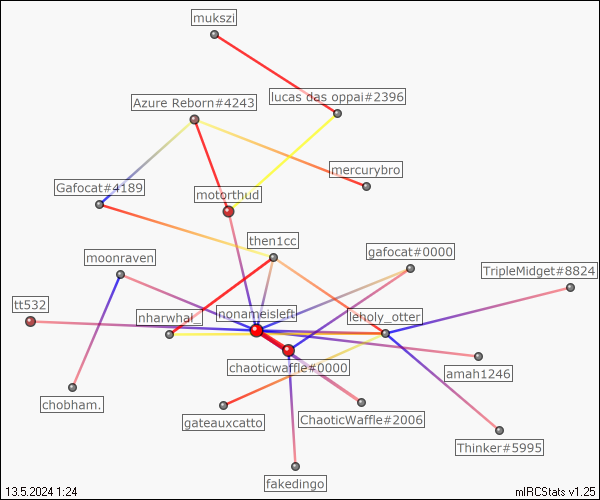 mukszi
lucas das oppai#2396
Azure Reborn#4243
mercurybro
Gafocat#4189
motorthud
then1cc
gafocat#0000
moonraven
TripleMidget#8824
tt532
nharwhal_
nonameisleft
leholy_otter
chaoticwaffle#0000
amah1246
chobham.
gateauxcatto
ChaoticWaffle#2006
Thinker#5995
fakedingo
13.5.2024 1:24
mIRCStats v1.25